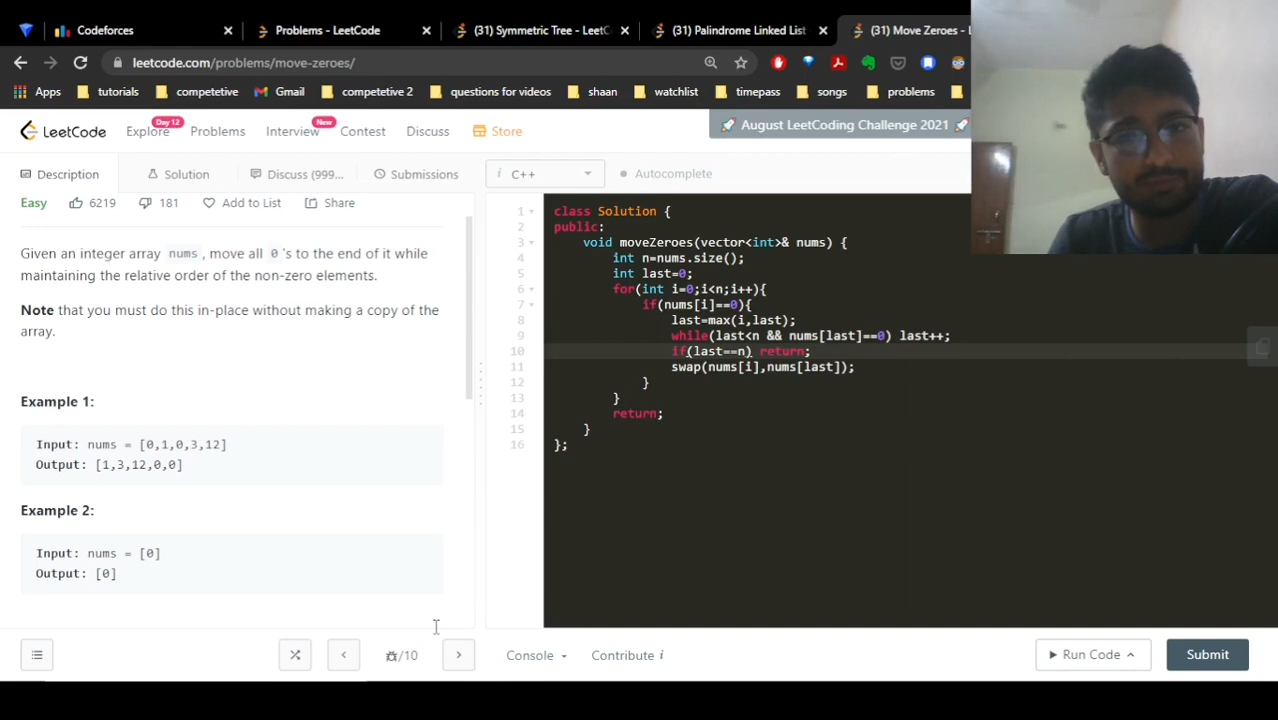 Codeforces
Problems - LeetCode
(31) Symmetric Tree - LeetC
(31) Palindrome Linked List
(31) Move Zeroes - L
leetcode.com/problems/move-zeroes/
Apps tutorials competetive Gmail competetive 2 questions for videos shaan watchlist timepass songs problems
LeetCode Explore Day 12 Problems Interview New Contest Discuss Store
August LeetCoding Challenge 2021
Description Solution Discuss (999... Submissions
Easy 6219 181 Add to List Share
Given an integer array nums, move all 0's to the end of it while
maintaining the relative order of the non-zero elements.
Note that you must do this in-place without making a copy of the
array.
Example 1:
Input: nums = [0,1,0,3,12]
Output: [1,3,12,0,0]
Example 2:
Input: nums = [0]
Output: [0]
/10
i C++ Autocomplete
1 class Solution {
2 public:
3 void moveZeroes(vector<int>& nums) {
4 int n=nums.size();
5 int last=0;
6 for(int i=0;i<n;i++){
7 if(nums[i]==0){
8 last=max(i,last);
9 while(last<n && nums[last]==0) last++;
10 if(last==n) return;
11 swap(nums[i],nums[last]);
12 }
13 }
14 return;
15 }
16 };
Console Contribute i Run Code Submit